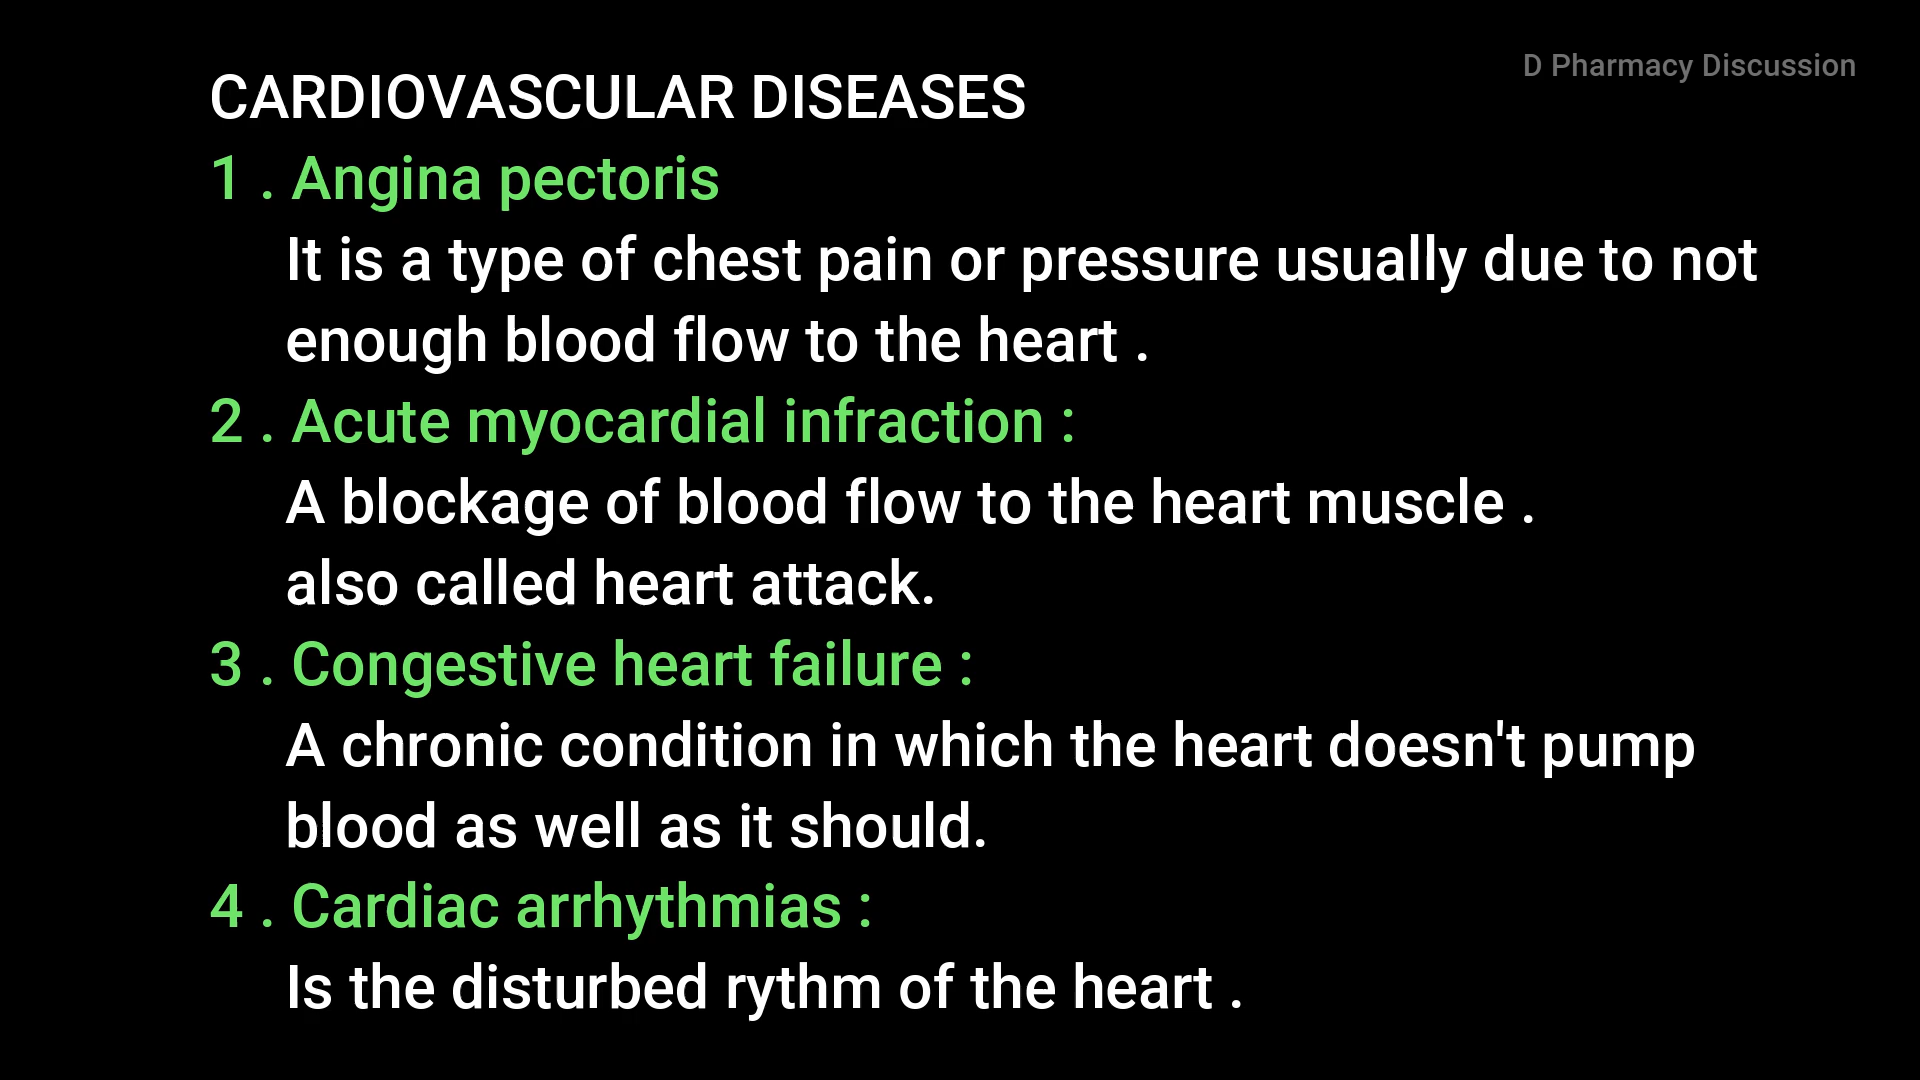 D Pharmacy Discussion
CARDIOVASCULAR DISEASES
1 . Angina pectoris
It is a type of chest pain or pressure usually due to not
enough blood flow to the heart .
2 . Acute myocardial infraction :
A blockage of blood flow to the heart muscle .
also called heart attack.
3 . Congestive heart failure :
A chronic condition in which the heart doesn't pump
blood as well as it should.
4 . Cardiac arrhythmias :
Is the disturbed rythm of the heart .